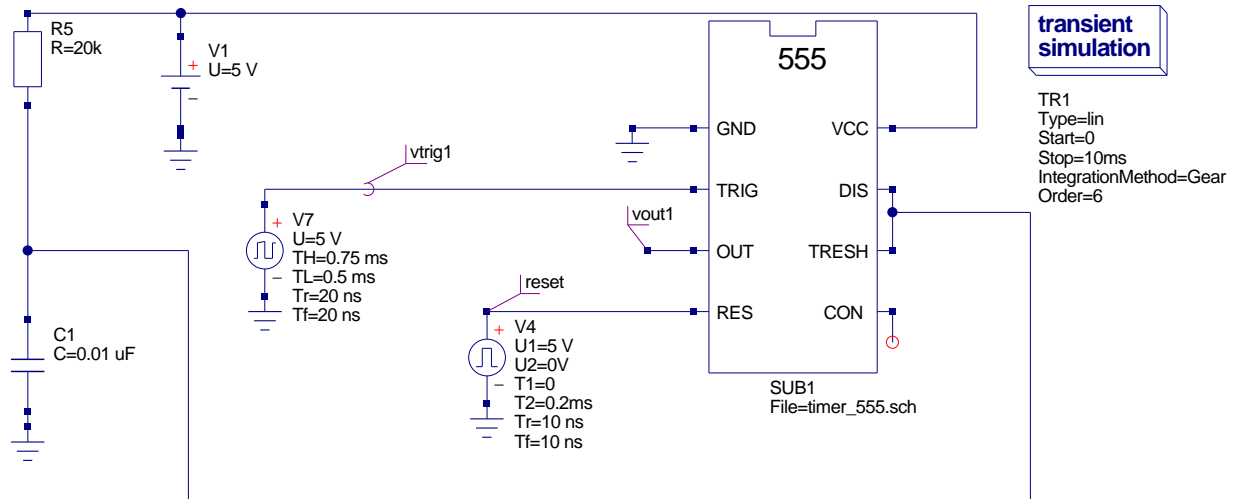 R5
R=20k
V1
U=5 V
+
−
555
GND
VCC
TRIG
DIS
OUT
TRESH
RES
CON
SUB1
File=timer_555.sch
vtrig1
V7
U=5 V
TH=0.75 ms
TL=0.5 ms
Tr=20 ns
Tf=20 ns
+
−
vout1
reset
V4
U1=5 V
U2=0V
T1=0
T2=0.2ms
Tr=10 ns
Tf=10 ns
+
−
C1
C=0.01 uF
transient
simulation
TR1
Type=lin
Start=0
Stop=10ms
IntegrationMethod=Gear
Order=6